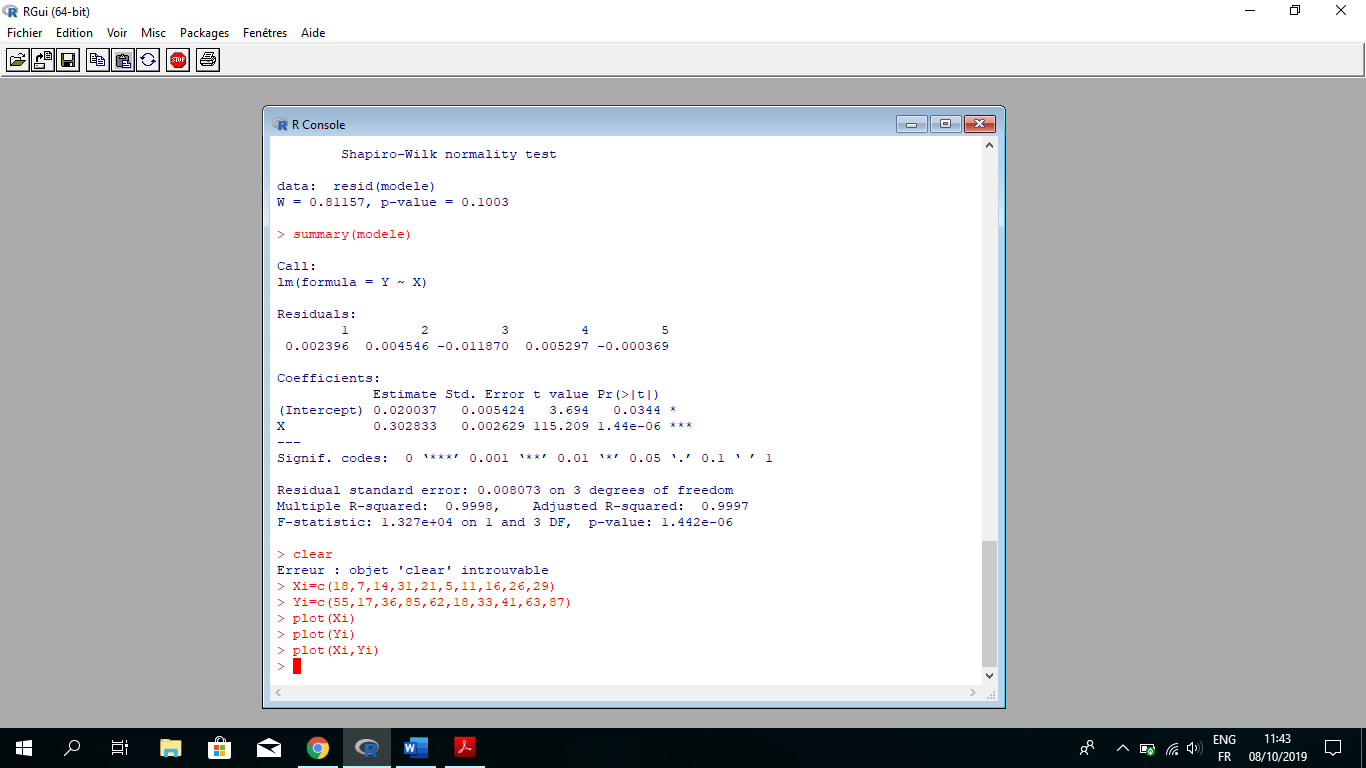 RGui (64-bit)
Fichier Edition Voir Misc Packages Fenêtres Aide
STOP
R Console
Shapiro-Wilk normality test
data:  resid(modele)
W = 0.81157, p-value = 0.1003
> summary(modele)
Call:
lm(formula = Y ~ X)
Residuals:
1 2 3 4 5
0.002396 0.004546 -0.011870 0.005297 -0.000369
Coefficients:
Estimate Std. Error t value Pr(>|t|)
(Intercept) 0.020037 0.005424 3.694 0.0344 *
X 0.302833 0.002629 115.209 1.44e-06 ***
---
Signif. codes:  0 ‘***’ 0.001 ‘**’ 0.01 ‘*’ 0.05 ‘.’ 0.1 ‘ ’ 1
Residual standard error: 0.008073 on 3 degrees of freedom
Multiple R-squared:  0.9998,    Adjusted R-squared:  0.9997
F-statistic: 1.327e+04 on 1 and 3 DF,  p-value: 1.442e-06
> clear
Erreur : objet 'clear' introuvable
> Xi=c(18,7,14,31,21,5,11,16,26,29)
> Yi=c(55,17,36,85,62,18,33,41,63,87)
> plot(Xi)
> plot(Yi)
> plot(Xi,Yi)
>
ENG 11:43
FR 08/10/2019